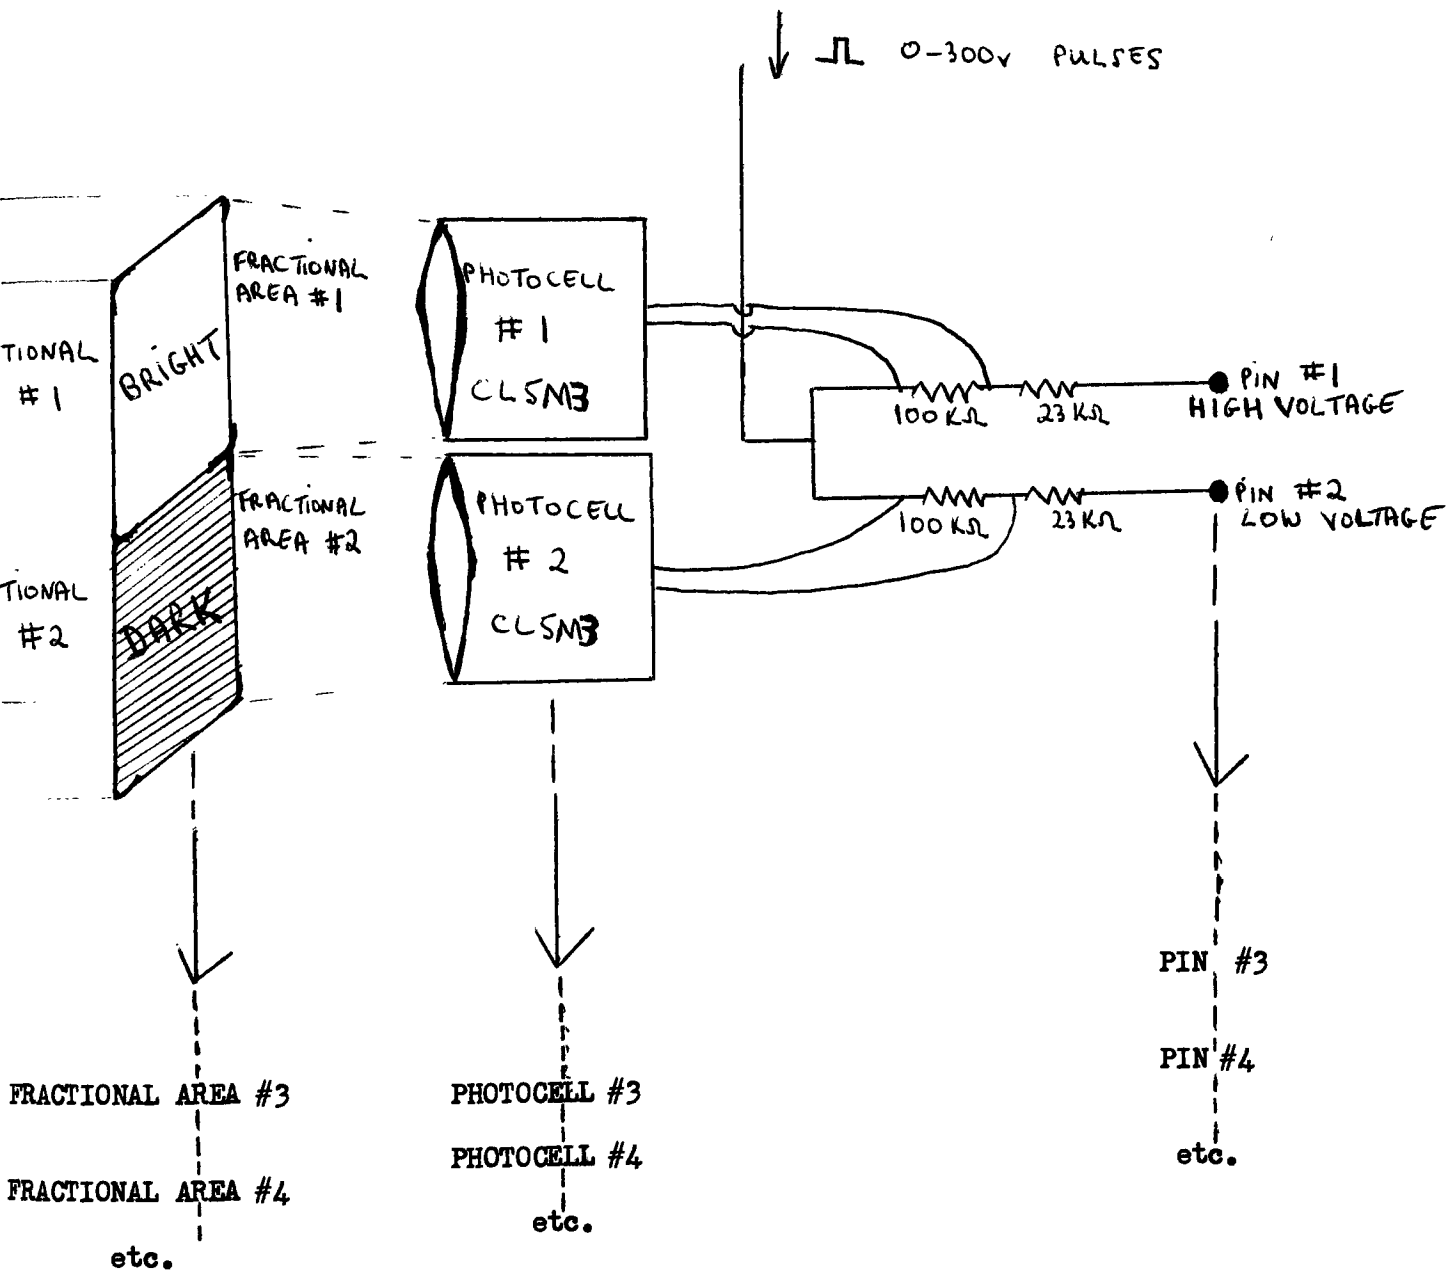 0-300v PULSES
FRACTIONAL
AREA #1
TIONAL
#1
BRIGHT
PHOTOCELL
#1
CL5M3
100KΩ
23KΩ
PIN #1
HIGH VOLTAGE
FRACTIONAL
AREA #2
TIONAL
#2
DARK
PHOTOCELL
#2
CL5M3
100KΩ
23KΩ
PIN #2
LOW VOLTAGE
FRACTIONAL AREA #3
FRACTIONAL AREA #4
etc.
PHOTOCELL #3
PHOTOCELL #4
etc.
PIN #3
PIN #4
etc.